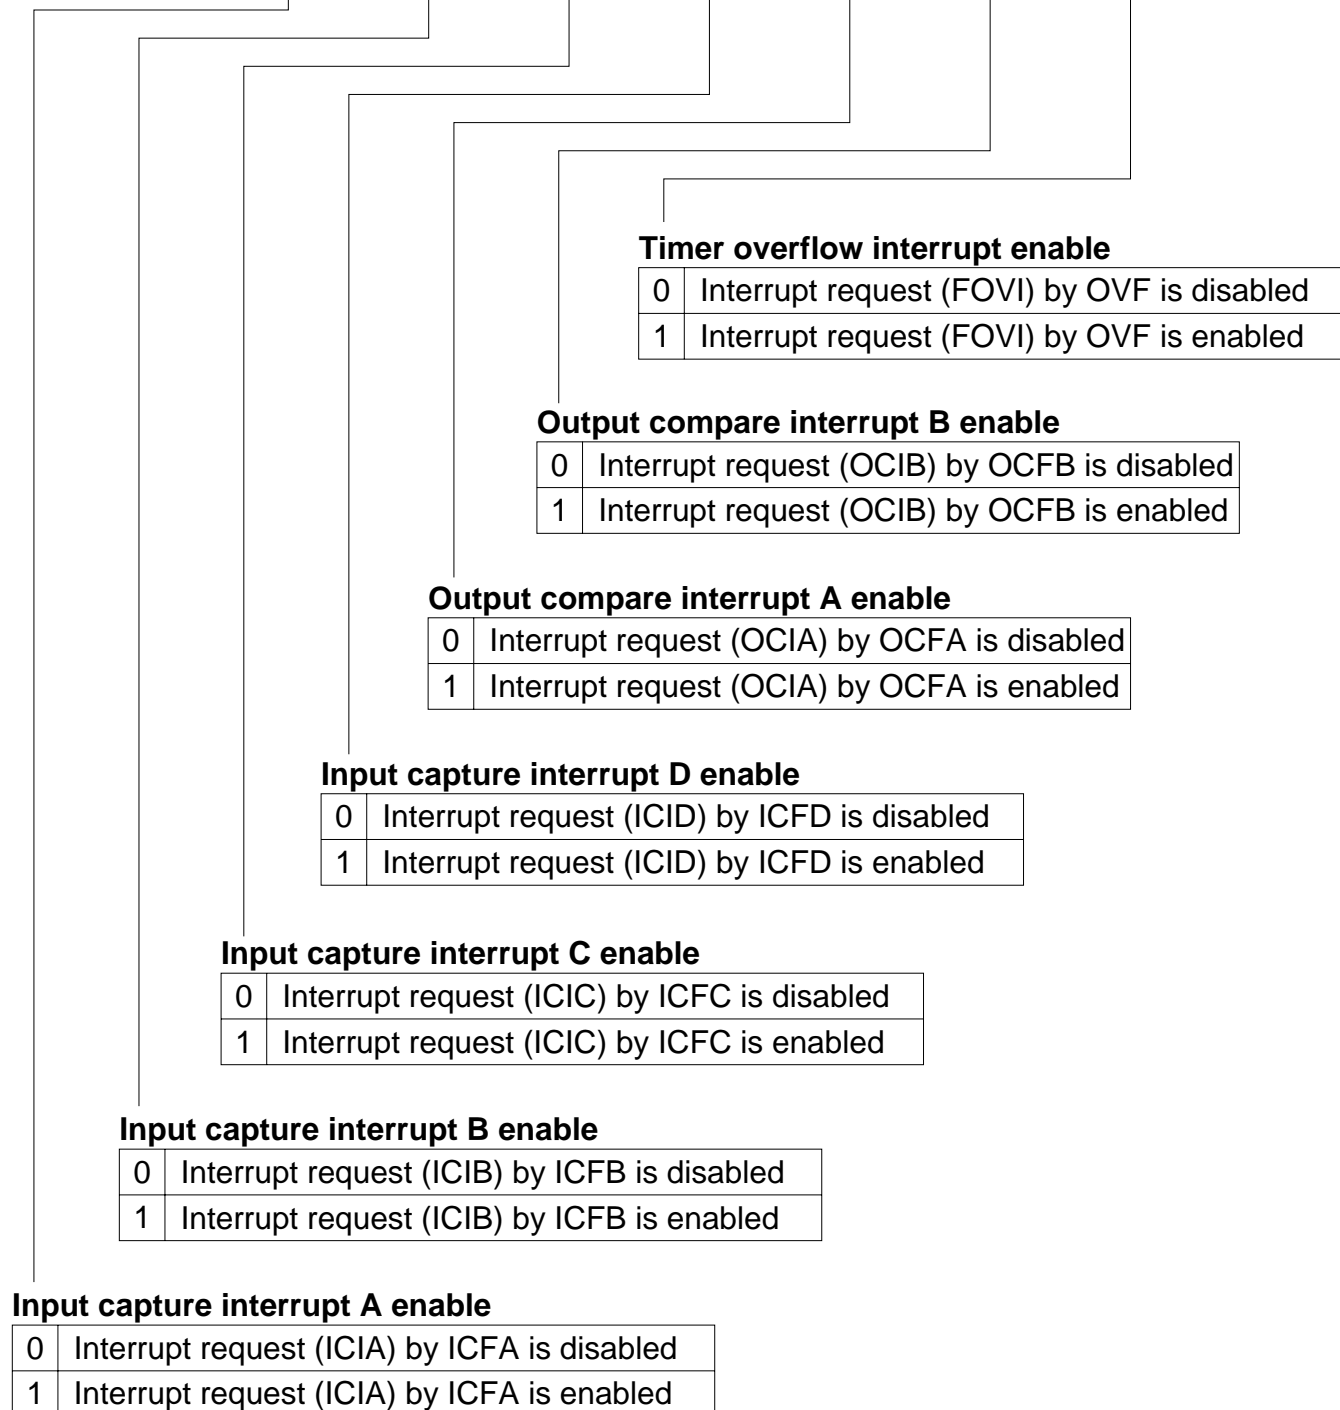 Timer overflow interrupt enable
0 Interrupt request (FOVI) by OVF is disabled
1 Interrupt request (FOVI) by OVF is enabled
Output compare interrupt B enable
0 Interrupt request (OCIB) by OCFB is disabled
1 Interrupt request (OCIB) by OCFB is enabled
Output compare interrupt A enable
0 Interrupt request (OCIA) by OCFA is disabled
1 Interrupt request (OCIA) by OCFA is enabled
Input capture interrupt D enable
0 Interrupt request (ICID) by ICFD is disabled
1 Interrupt request (ICID) by ICFD is enabled
Input capture interrupt C enable
0 Interrupt request (ICIC) by ICFC is disabled
1 Interrupt request (ICIC) by ICFC is enabled
Input capture interrupt B enable
0 Interrupt request (ICIB) by ICFB is disabled
1 Interrupt request (ICIB) by ICFB is enabled
Input capture interrupt A enable
0 Interrupt request (ICIA) by ICFA is disabled
1 Interrupt request (ICIA) by ICFA is enabled